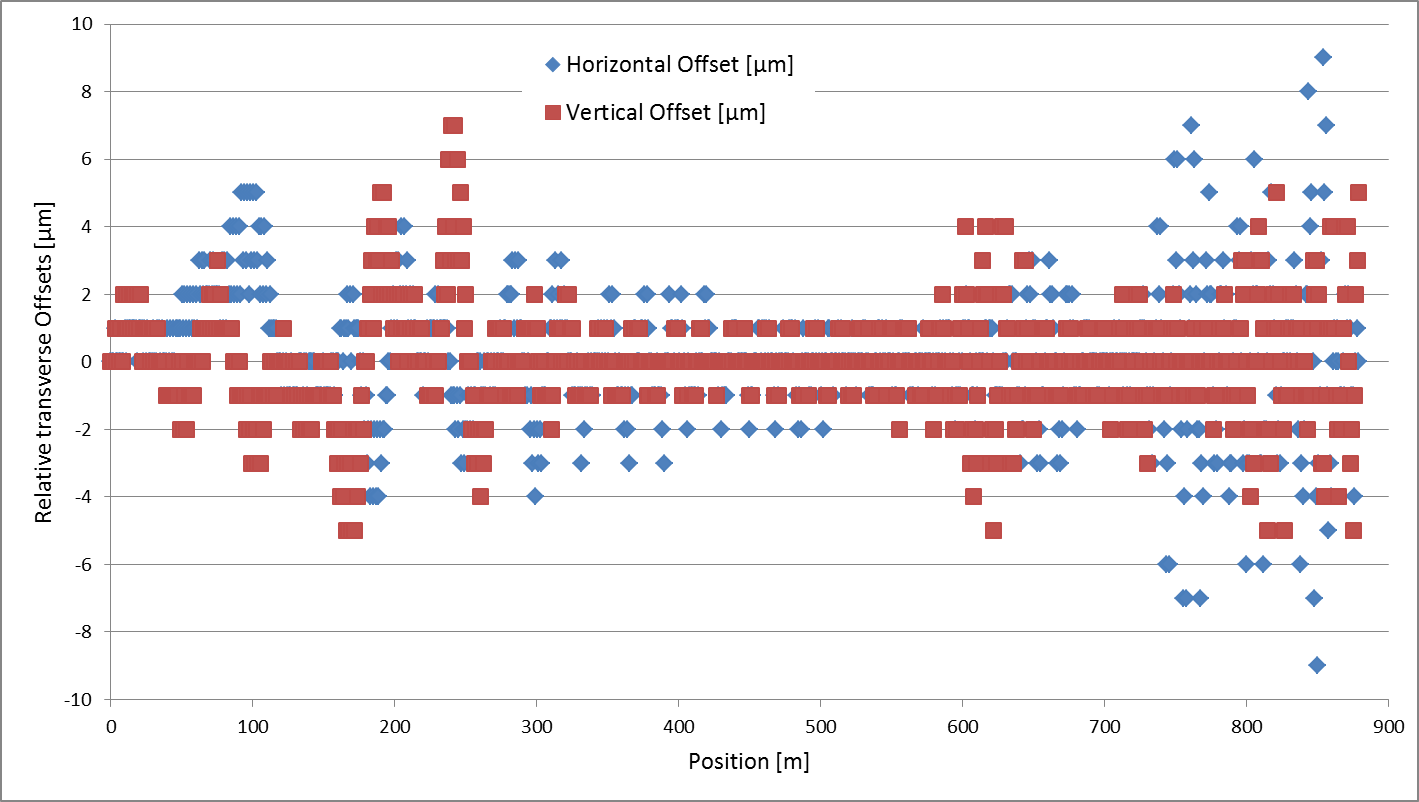 10
8
6
4
2
0
-2
-4
-6
-8
-10
Relative transverse Offsets [µm]
Horizontal Offset [µm]
Vertical Offset [µm]
0 100 200 300 400 500 600 700 800 900
Position [m]